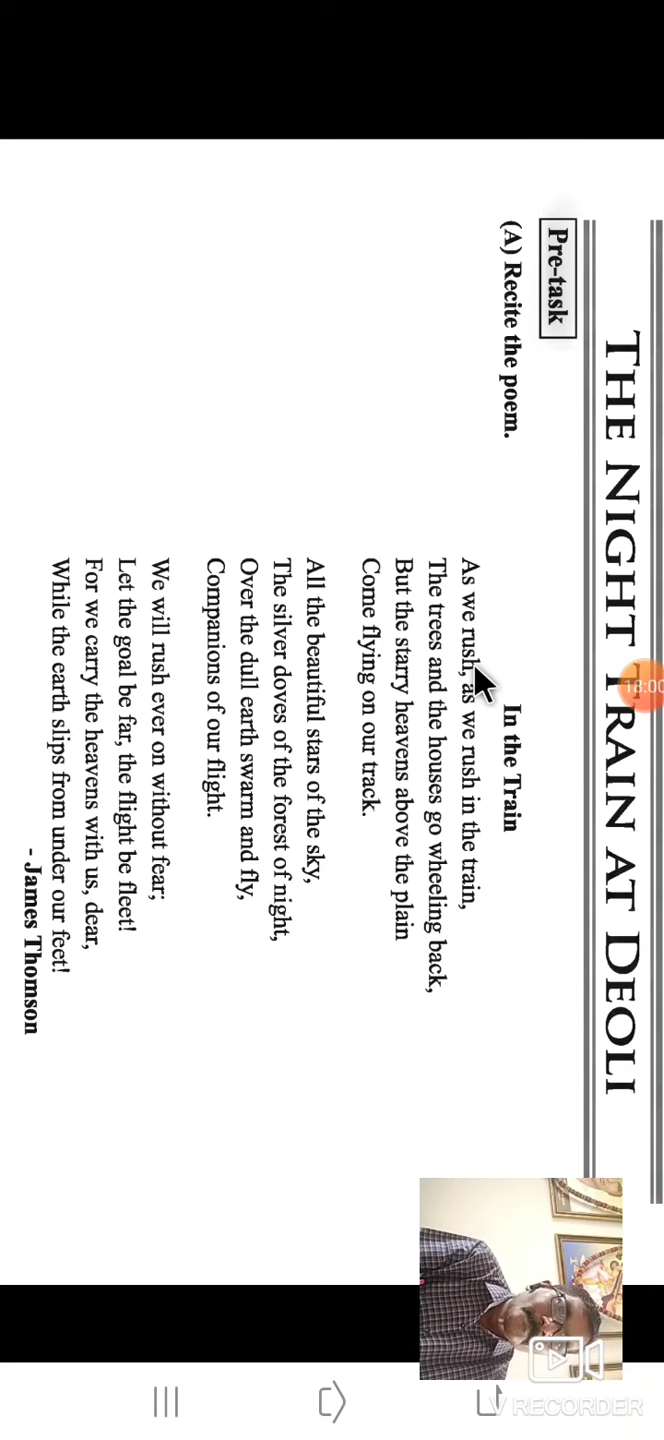 THE NIGHT TRAIN AT DEOLI
18:00
Pre-task
(A) Recite the poem.
In the Train
As we rush, as we rush in the train,
The trees and the houses go wheeling back,
But the starry heavens above the plain
Come flying on our track.
All the beautiful stars of the sky,
The silver doves of the forest of night,
Over the dull earth swarm and fly,
Companions of our flight.
We will rush ever on without fear;
Let the goal be far, the flight be fleet!
For we carry the heavens with us, dear,
While the earth slips from under our feet!
- James Thomson
V RECORDER